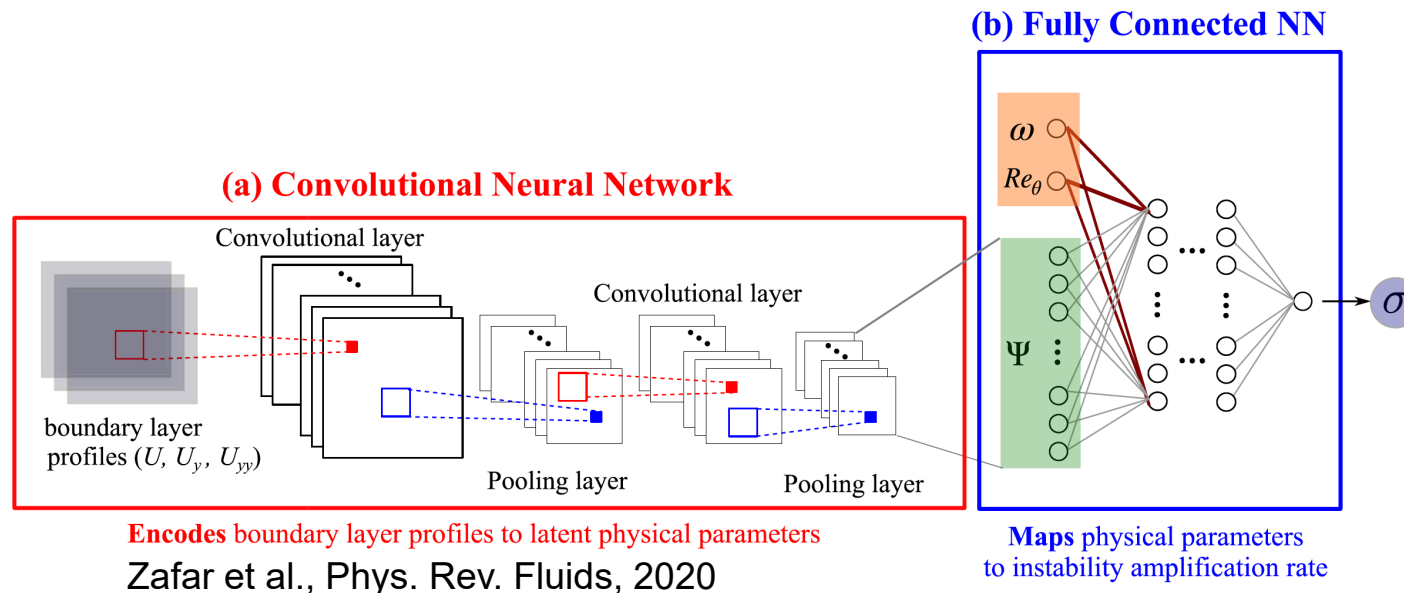 (b) Fully Connected NN
(a) Convolutional Neural Network
Convolutional layer
boundary layer
profiles (U, U_y, U_yy)
Pooling layer
Convolutional layer
Pooling layer
ω
Re_θ
Ψ
σ
Encodes boundary layer profiles to latent physical parameters
Maps physical parameters
to instability amplification rate
Zafar et al., Phys. Rev. Fluids, 2020